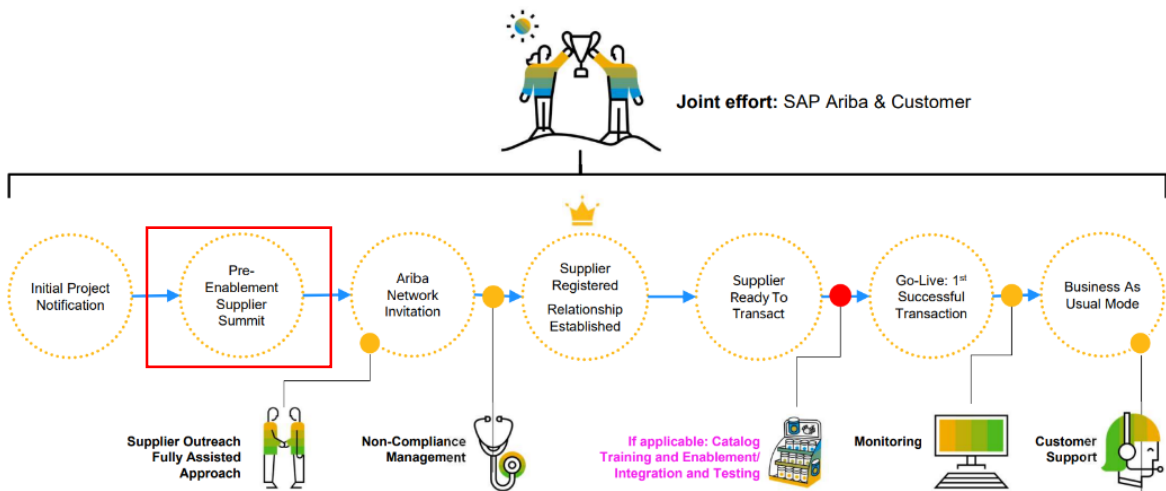 Joint effort: SAP Ariba & Customer
Initial Project
Notification
Pre-
Enablement
Supplier
Summit
Ariba
Network
Invitation
Supplier
Registered
Relationship
Established
Supplier
Ready To
Transact
Go-Live: 1st
Successful
Transaction
Business As
Usual Mode
Supplier Outreach
Fully Assisted
Approach
Non-Compliance
Management
If applicable: Catalog
Training and Enablement/
Integration and Testing
Monitoring
Customer
Support